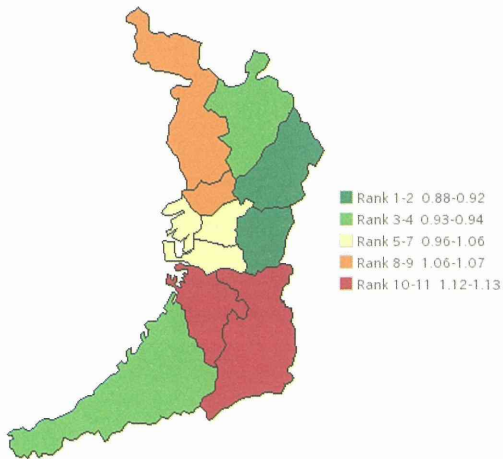 Rank 1-2 0.88-0.92
Rank 3-4 0.93-0.94
Rank 5-7 0.96-1.06
Rank 8-9 1.06-1.07
Rank 10-11 1.12-1.13